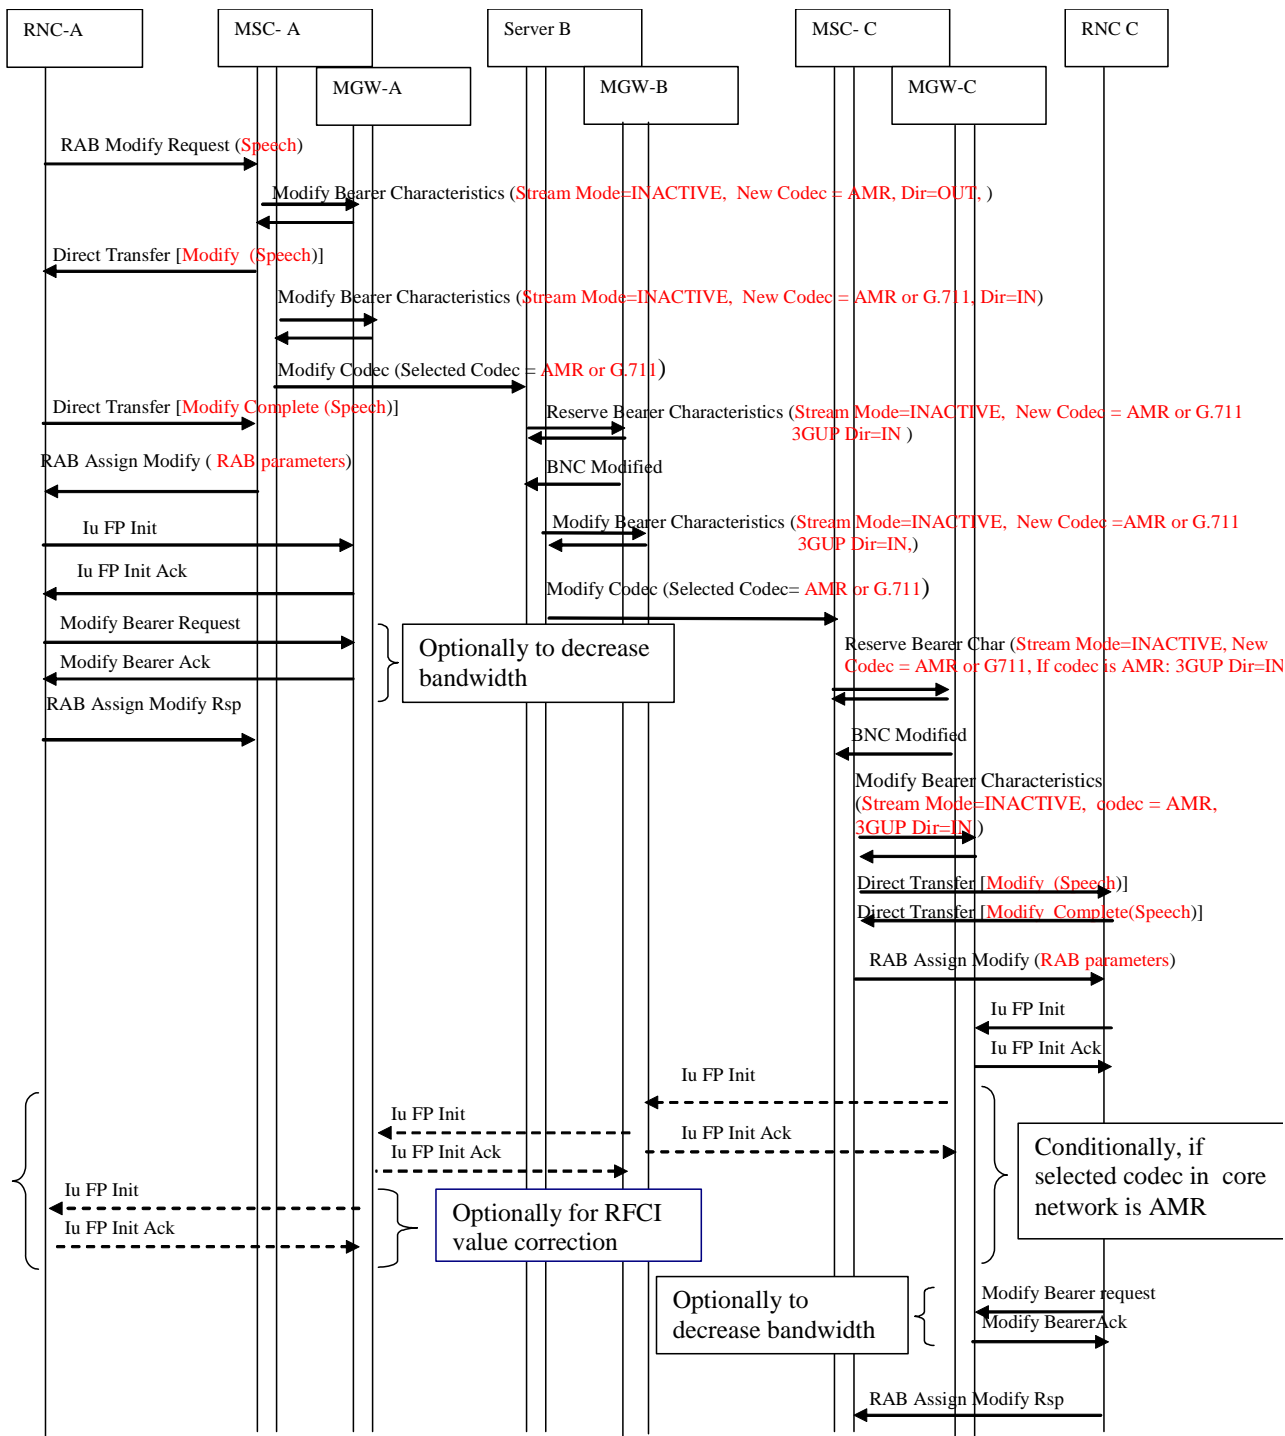 RNC-A
MSC- A
Server B
MSC- C
RNC C
MGW-A
MGW-B
MGW-C
RAB Modify Request (Speech)
Modify Bearer Characteristics (Stream Mode=INACTIVE,  New Codec = AMR, Dir=OUT, )
Direct Transfer [Modify  (Speech)]
Modify Bearer Characteristics (Stream Mode=INACTIVE,  New Codec = AMR or G.711, Dir=IN)
Modify Codec (Selected Codec = AMR or G.711)
Direct Transfer [Modify Complete (Speech)]
Reserve Bearer Characteristics (Stream Mode=INACTIVE,  New Codec = AMR or G.711
3GUP Dir=IN )
RAB Assign Modify ( RAB parameters)
BNC Modified
Iu FP Init
Modify Bearer Characteristics (Stream Mode=INACTIVE,  New Codec =AMR or G.711
3GUP Dir=IN,)
Iu FP Init Ack
Modify Codec (Selected Codec= AMR or G.711)
Modify Bearer Request
Optionally to decrease
bandwidth
Reserve Bearer Char (Stream Mode=INACTIVE, New
Codec = AMR or G711, If codec is AMR: 3GUP Dir=IN
Modify Bearer Ack
RAB Assign Modify Rsp
BNC Modified
Modify Bearer Characteristics
(Stream Mode=INACTIVE,  codec = AMR,
3GUP Dir=IN )
Direct Transfer [Modify  (Speech)]
Direct Transfer [Modify  Complete(Speech)]
RAB Assign Modify (RAB parameters)
Iu FP Init
Iu FP Init Ack
Iu FP Init
Iu FP Init
Iu FP Init Ack
Iu FP Init Ack
Conditionally, if
selected codec in  core
network is AMR
Iu FP Init
Iu FP Init Ack
Optionally for RFCI
value correction
Optionally to
decrease bandwidth
Modify Bearer request
Modify BearerAck
RAB Assign Modify Rsp